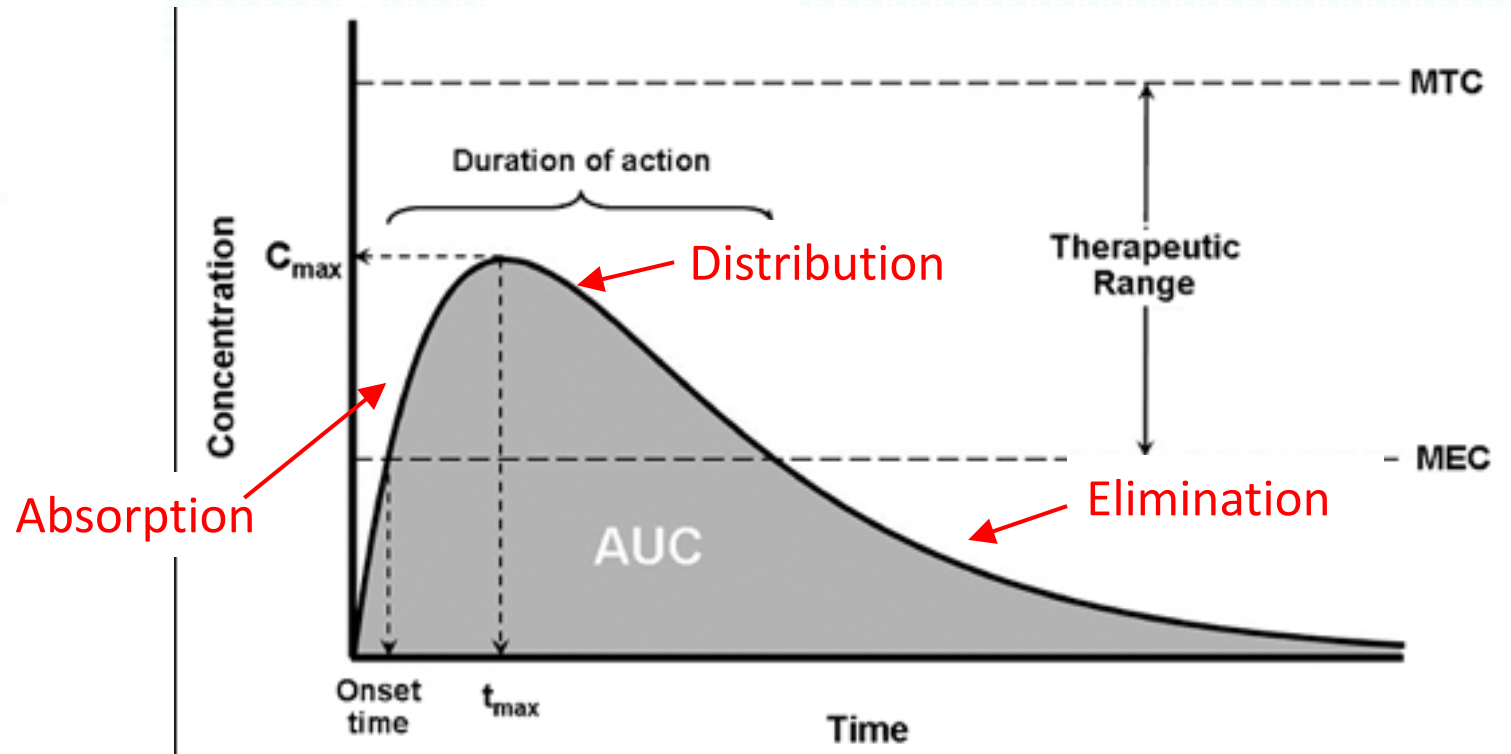 MTC
Duration of action
Concentration
Cmax
Distribution
Therapeutic
Range
MEC
Absorption
Elimination
AUC
Onset
time
tmax
Time